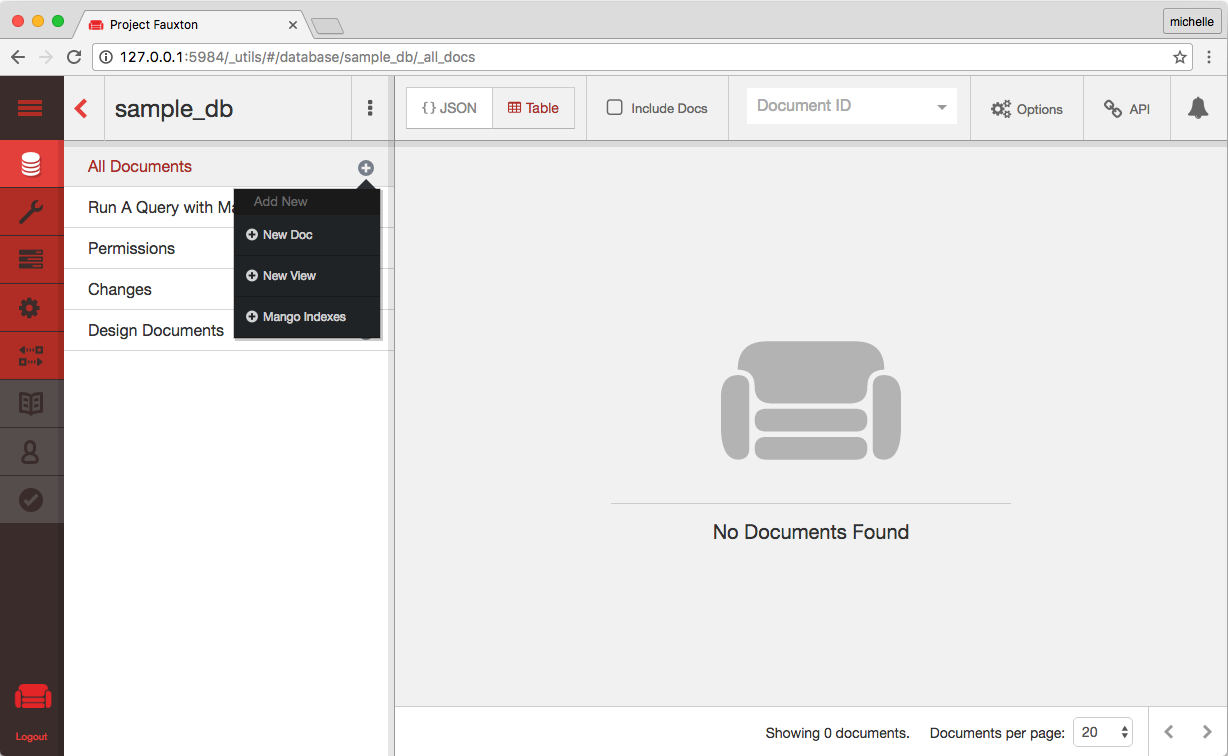 Project Fauxton
michelle
127.0.0.1:5984/_utils/#/database/sample_db/_all_docs
sample_db
{ } JSON
Table
Include Docs
Document ID
Options
API
All Documents
Run A Query with Ma
Add New
New Doc
Permissions
New View
Changes
Mango Indexes
Design Documents
No Documents Found
Showing 0 documents.
Documents per page:
20
Logout